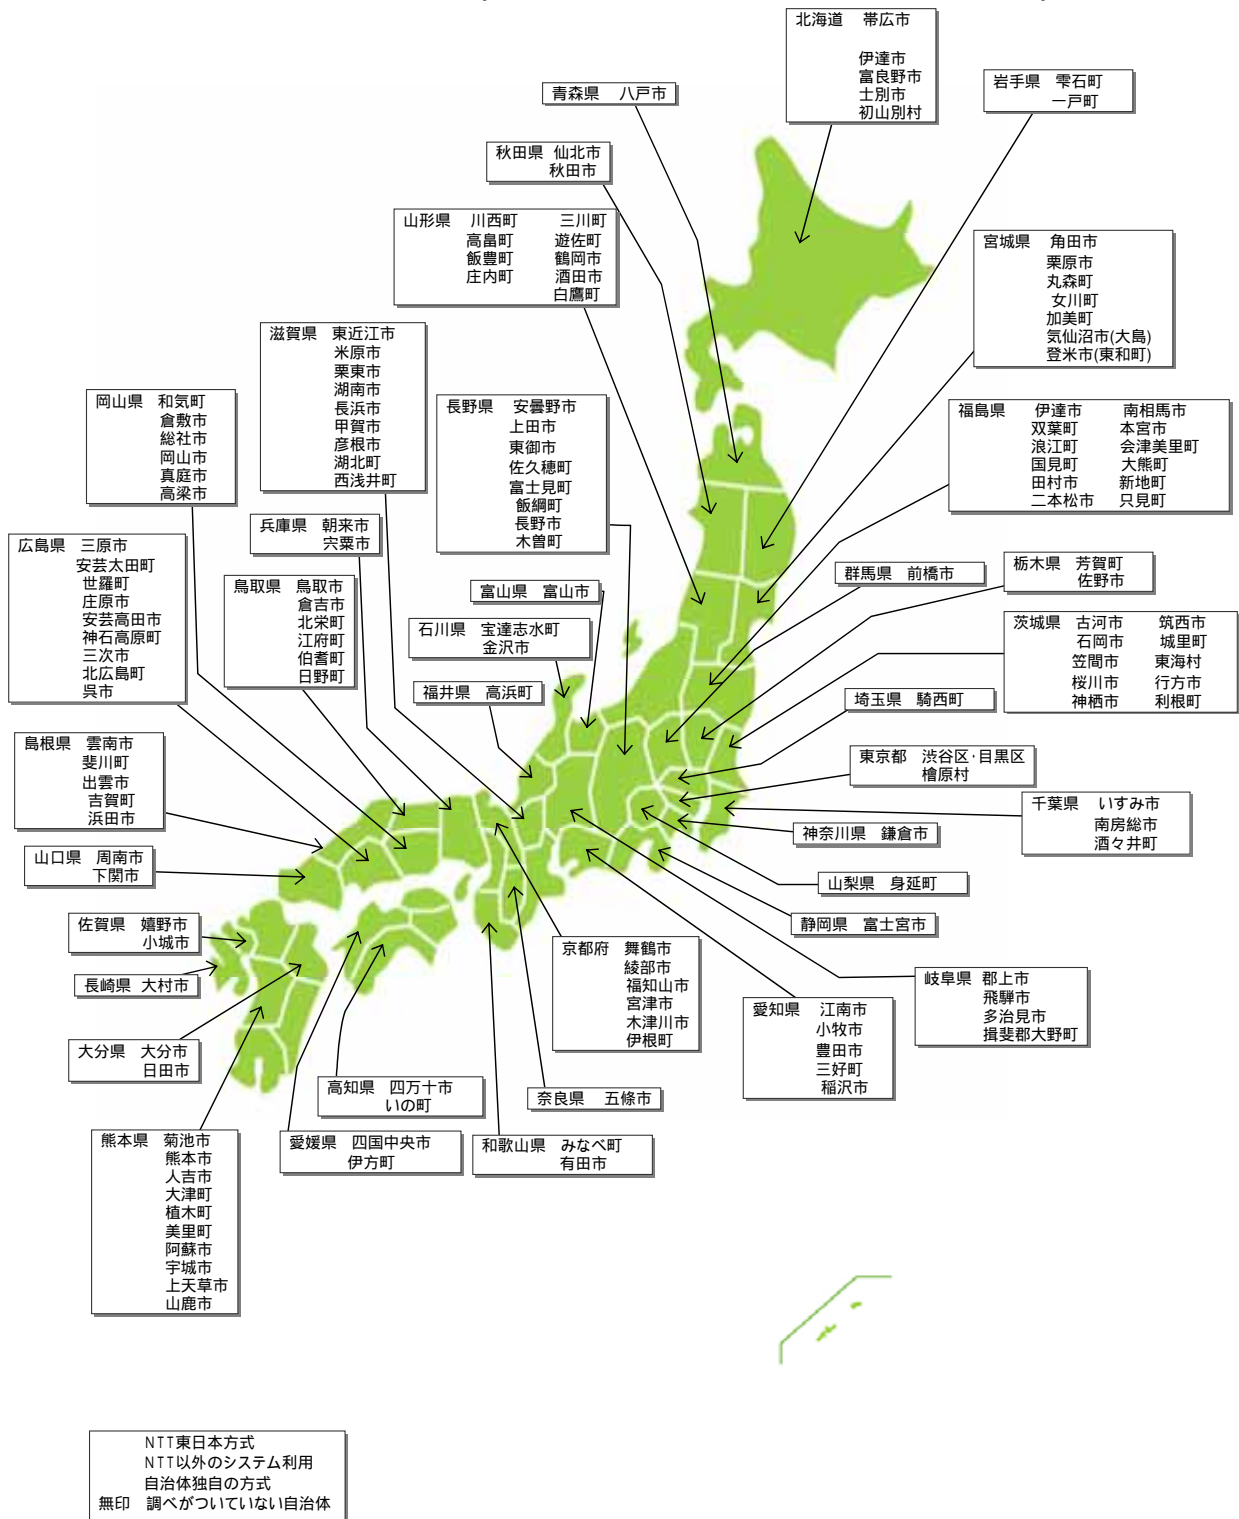 北海道 帯広市
伊達市
富良野市
士別市
初山別村
青森県 八戸市
岩手県 雫石町
一戸町
秋田県 仙北市
秋田市
山形県 川西町 三川町
高畠町 遊佐町
飯豊町 鶴岡市
庄内町 酒田市
白鷹町
宮城県 角田市
栗原市
丸森町
女川町
加美町
気仙沼市(大島)
登米市(東和町)
滋賀県 東近江市
米原市
栗東市
湖南市
長浜市
甲賀市
彦根市
湖北町
西浅井町
岡山県 和気町
倉敷市
総社市
岡山市
真庭市
高梁市
長野県 安曇野市
上田市
東御市
佐久穂町
富士見町
飯綱町
長野市
木曽町
福島県 伊達市 南相馬市
双葉町 本宮市
浪江町 会津美里町
国見町 大熊町
田村市 新地町
二本松市 只見町
兵庫県 朝来市
宍粟市
広島県 三原市
安芸太田町
世羅町
庄原市
安芸高田市
神石高原町
三次市
北広島町
呉市
鳥取県 鳥取市
倉吉市
北栄町
江府町
伯耆町
日野町
富山県 富山市
群馬県 前橋市
栃木県 芳賀町
佐野市
石川県 宝達志水町
金沢市
茨城県 古河市 筑西市
石岡市 城里町
笠間市 東海村
桜川市 行方市
神栖市 利根町
福井県 高浜町
埼玉県 騎西町
島根県 雲南市
斐川町
出雲市
吉賀町
浜田市
東京都 渋谷区・目黒区
檜原村
千葉県 いすみ市
南房総市
酒々井町
神奈川県 鎌倉市
山口県 周南市
下関市
山梨県 身延町
佐賀県 嬉野市
小城市
静岡県 富士宮市
長崎県 大村市
京都府 舞鶴市
綾部市
福知山市
宮津市
木津川市
伊根町
岐阜県 郡上市
飛騨市
多治見市
揖斐郡大野町
愛知県 江南市
小牧市
豊田市
三好町
稲沢市
大分県 大分市
日田市
高知県 四万十市
いの町
奈良県 五條市
熊本県 菊池市
熊本市
人吉市
大津町
植木町
美里町
阿蘇市
宇城市
上天草市
山鹿市
愛媛県 四国中央市
伊方町
和歌山県 みなべ町
有田市
NTT東日本方式
NTT以外のシステム利用
自治体独自の方式
無印 調べがついていない自治体